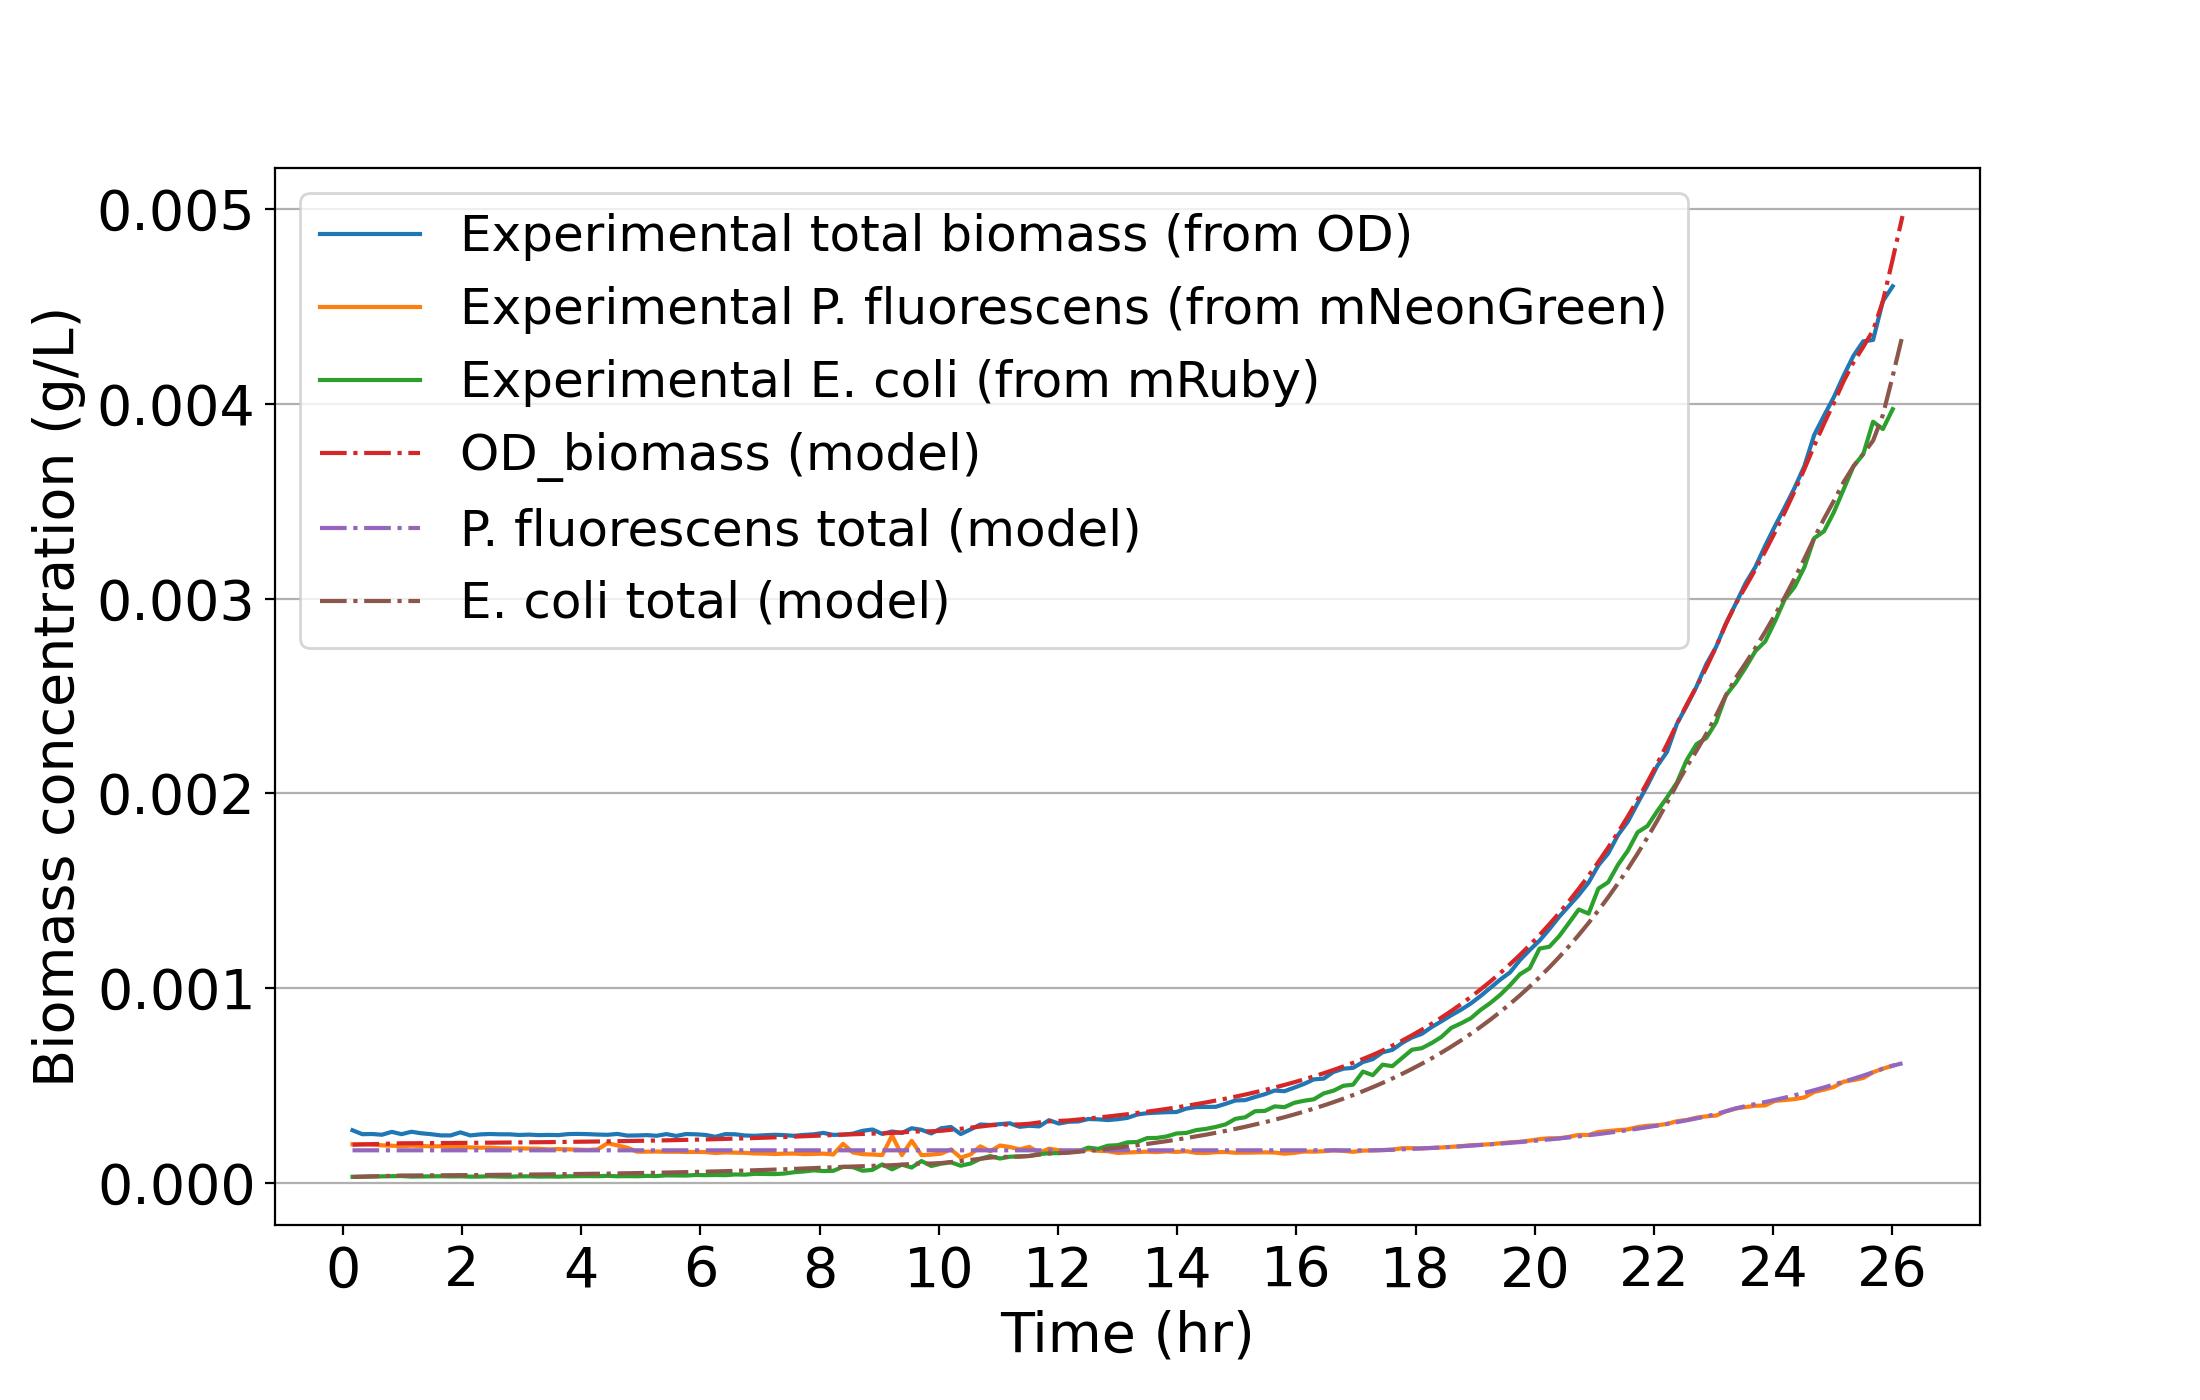 0.005
0.004
0.003
0.002
0.001
0.000
Biomass concentration (g/L)
Experimental total biomass (from OD)
Experimental P. fluorescens (from mNeonGreen)
Experimental E. coli (from mRuby)
OD_biomass (model)
P. fluorescens total (model)
E. coli total (model)
0 2 4 6 8 10 12 14 16 18 20 22 24 26
Time (hr)